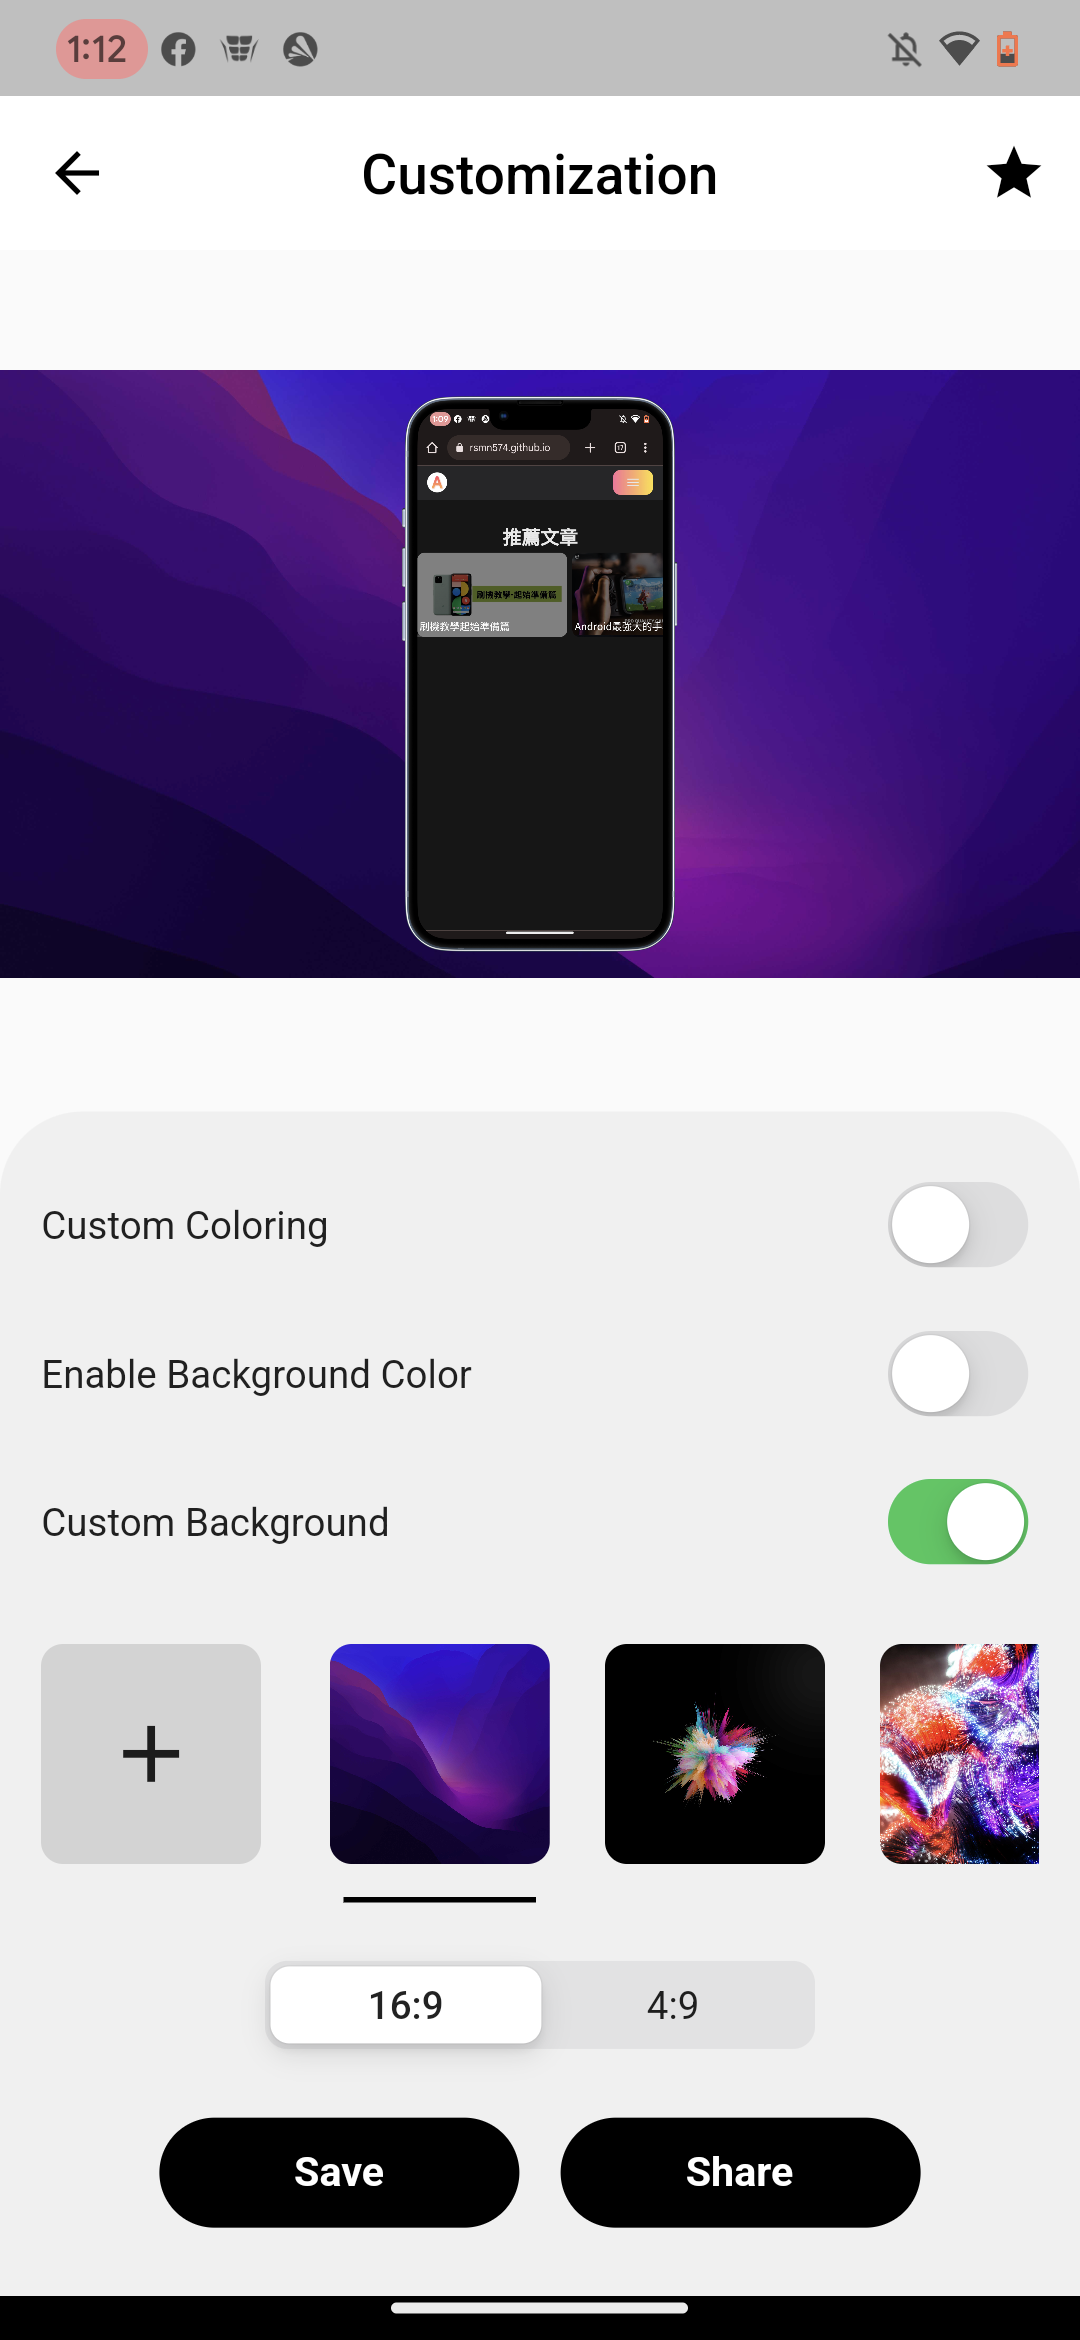 1:12
Customization
1:09
rsmn574.github.io
17
A
推薦文章
刷機教學-起始準備篇
刷機教學起始準備篇
Android最強大的手
Custom Coloring
Enable Background Color
Custom Background
16:9
4:9
Save
Share